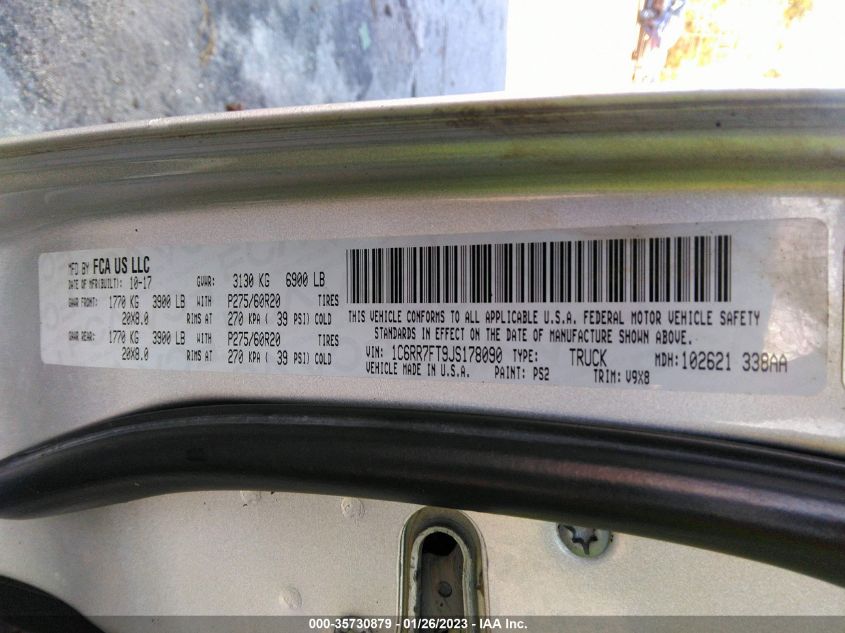 MFD BY FCA US LLC
DATE OF MFR(BUILT): 10-17 GVWR: 3130 KG 6900 LB
GAWR FRONT: 1770 KG 3900 LB WITH P275/60R20 TIRES
20X8.0 RIMS AT 270 KPA ( 39 PSI) COLD
GAWR REAR: 1770 KG 3900 LB WITH P275/60R20 TIRES
20X8.0 RIMS AT 270 KPA ( 39 PSI) COLD
THIS VEHICLE CONFORMS TO ALL APPLICABLE U.S.A. FEDERAL MOTOR VEHICLE SAFETY
STANDARDS IN EFFECT ON THE DATE OF MANUFACTURE SHOWN ABOVE.
VIN: 1C6RR7FT9JS178090 TYPE: TRUCK MDH: 102621 338AA
VEHICLE MADE IN U.S.A. PAINT: PS2 TRIM: V9X8
000-35730879 — 01/26/2023 — IAA Inc.